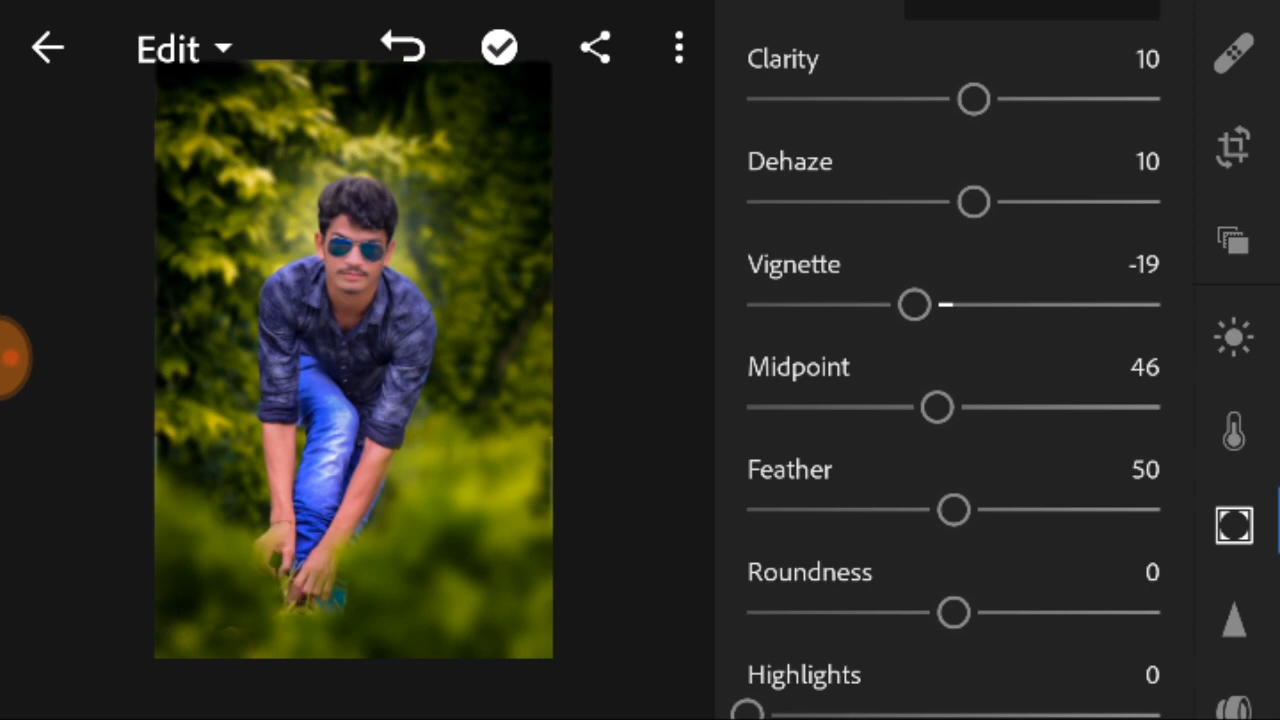 Edit
Clarity 10
Dehaze 10
Vignette -19
Midpoint 46
Feather 50
Roundness 0
Highlights 0